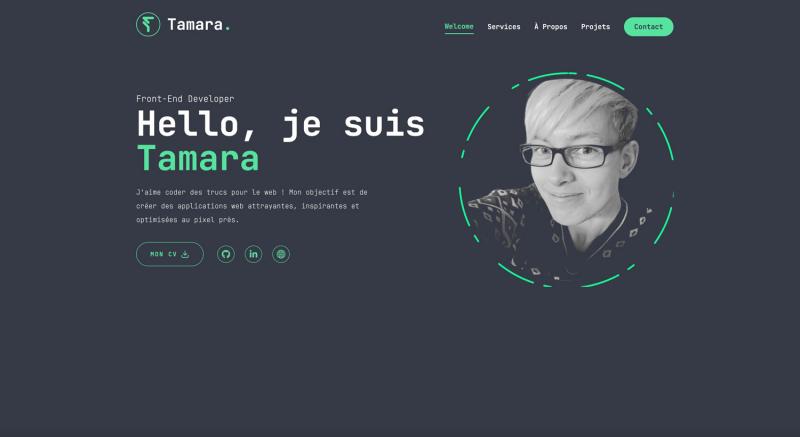 Tamara.
Welcome
Services
À Propos
Projets
Contact
Front-End Developer
Hello, je suis
Tamara
J'aime coder des trucs pour le web ! Mon objectif est de
créer des applications web attrayantes, inspirantes et
optimisées au pixel près.
MON CV
in